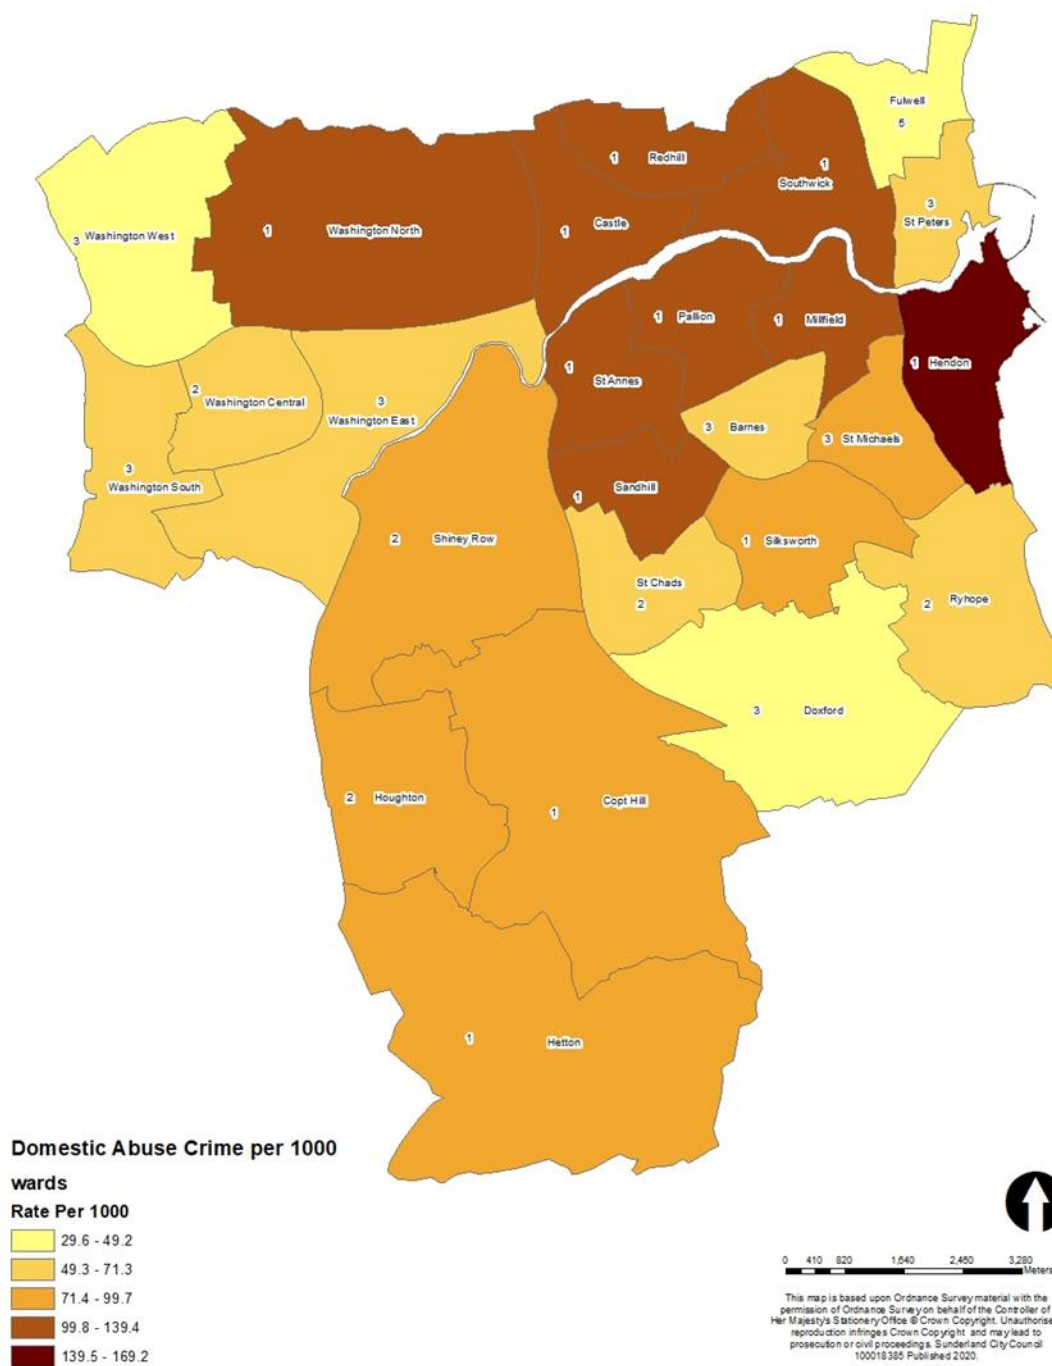 Fulwell
5
1 Redhill
1
Southwick
3
St Peters
3 Washington West
1 Washington North
1 Castle
1 Pallion
1 Millfield
1 Hendon
1
St Annes
2
Washington Central
3
Washington East
3 Barnes
3 St Michaels
3
Washington South
1 Sandhill
2 Shiney Row
1 Silksworth
St Chads
2
2 Ryhope
3 Doxford
2 Houghton
1 Copt Hill
1 Hetton
Domestic Abuse Crime per 1000
wards
Rate Per 1000
29.6 - 49.2
49.3 - 71.3
71.4 - 99.7
99.8 - 139.4
139.5 - 169.2
0 410 820 1,640 2,460 3,280
Meters
This map is based upon Ordnance Survey material with the
permission of Ordnance Survey on behalf of the Controller of
Her Majesty's Stationery Office © Crown Copyright. Unauthorise
reproduction infringes Crown Copyright and may lead to
prosecution or civil proceedings. Sunderland City Council
100018385 Published 2020.